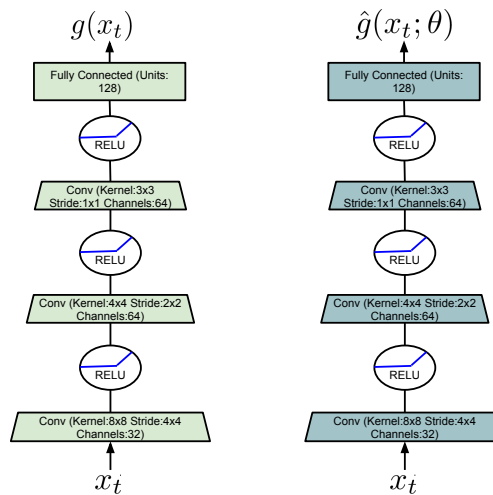 g(x_t)
Fully Connected (Units:
128)
RELU
Conv (Kernel:3x3
Stride:1x1 Channels:64)
RELU
Conv (Kernel:4x4 Stride:2x2
Channels:64)
RELU
Conv (Kernel:8x8 Stride:4x4
Channels:32)
x_t
ĝ(x_t; θ)
Fully Connected (Units:
128)
RELU
Conv (Kernel:3x3
Stride:1x1 Channels:64)
RELU
Conv (Kernel:4x4 Stride:2x2
Channels:64)
RELU
Conv (Kernel:8x8 Stride:4x4
Channels:32)
x_t